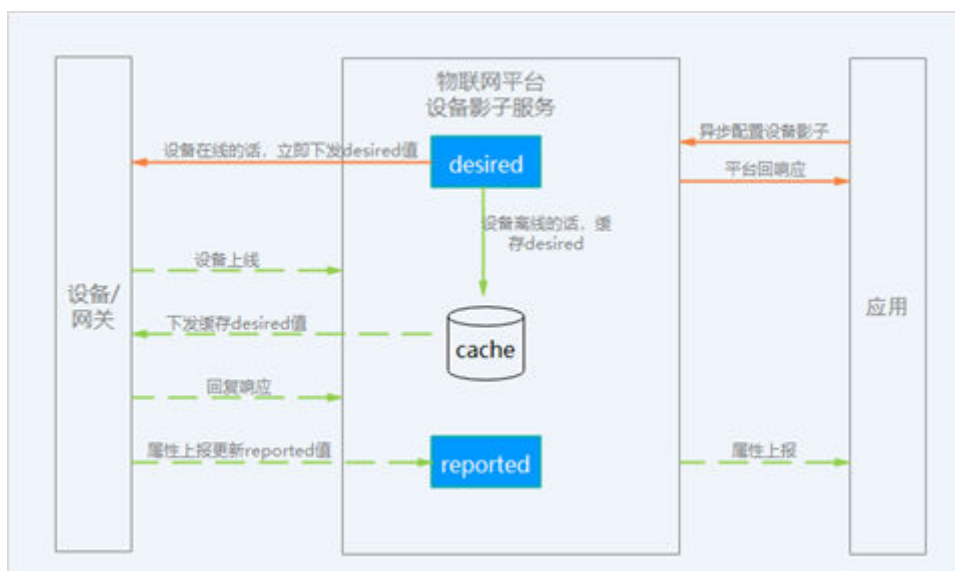 物联网平台
设备影子服务
异步配置设备影子
设备在线的话，立即下发desired值
desired
平台回响应
设备离线的话，缓
存desired
设备上线
设备/
网关
下发缓存desired值
应用
cache
回复响应
属性上报更新reported值
reported
属性上报